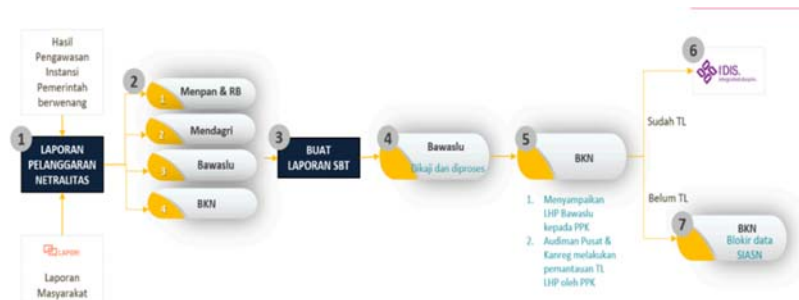 Hasil
Pengawasan
Instansi
Pemerintah
berwenang
1
LAPORAN
PELANGGARAN
NETRALITAS
LAPOR!
Laporan
Masyarakat
2
1. Menpan & RB
2. Mendagri
3. Bawaslu
4. BKN
3
BUAT
LAPORAN SBT
4
Bawaslu
Dikaji dan diproses
5
BKN
1. Menyampaikan
LHP Bawaslu
kepada PPK
2. Audiman Pusat &
Kanreg melakukan
pemantauan TL
LHP oleh PPK
Sudah TL
6
IDIS.
Belum TL
7
BKN
Blokir data
SIASN